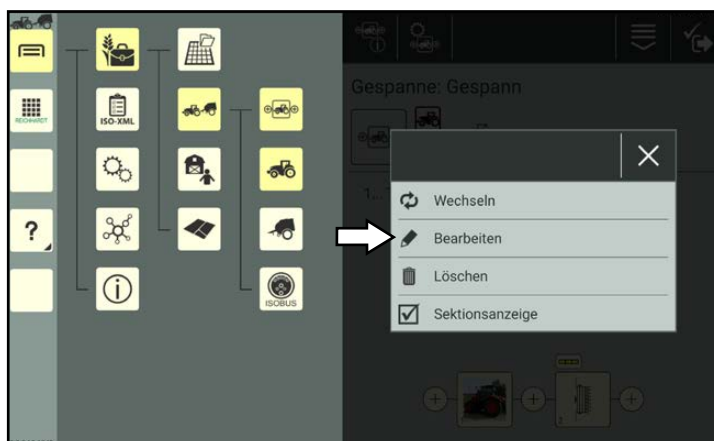 REICHHARDT
ISO-XML
?
i
ISOBUS
Gespanne: Gespann
Wechseln
Bearbeiten
Löschen
Sektionsanzeige